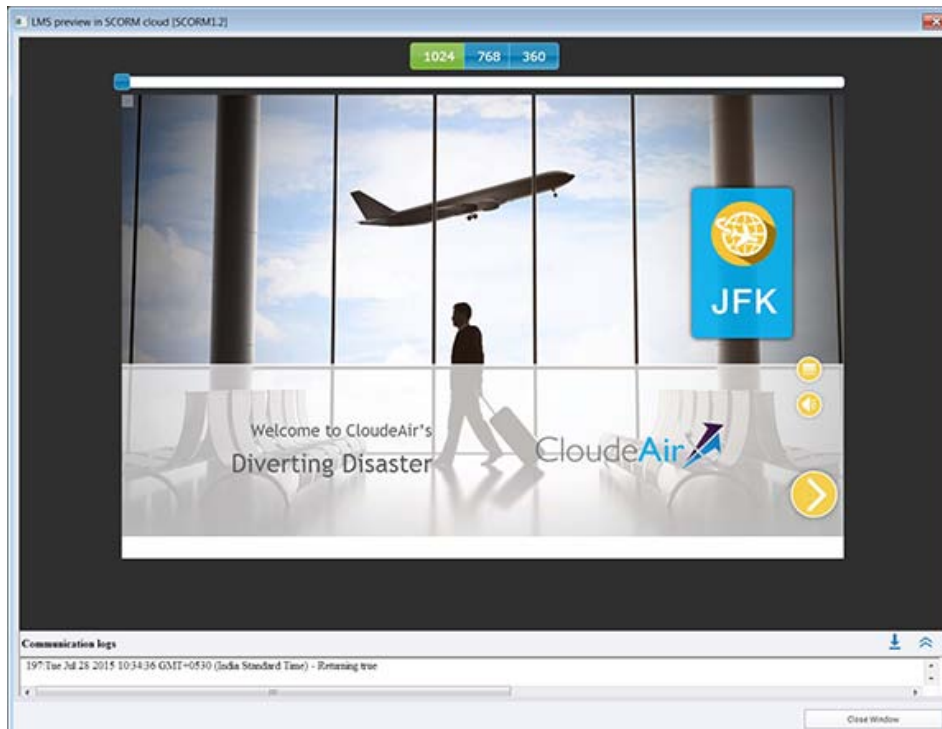 LMS preview in SCORM cloud [SCORM1.2]
1024 768 360
JFK
Welcome to CloudeAir's
Diverting Disaster
CloudeAir
Communication logs
197:Tue Jul 28 2015 10:34:36 GMT+0530 (India Standard Time) - Returning true
Close Window